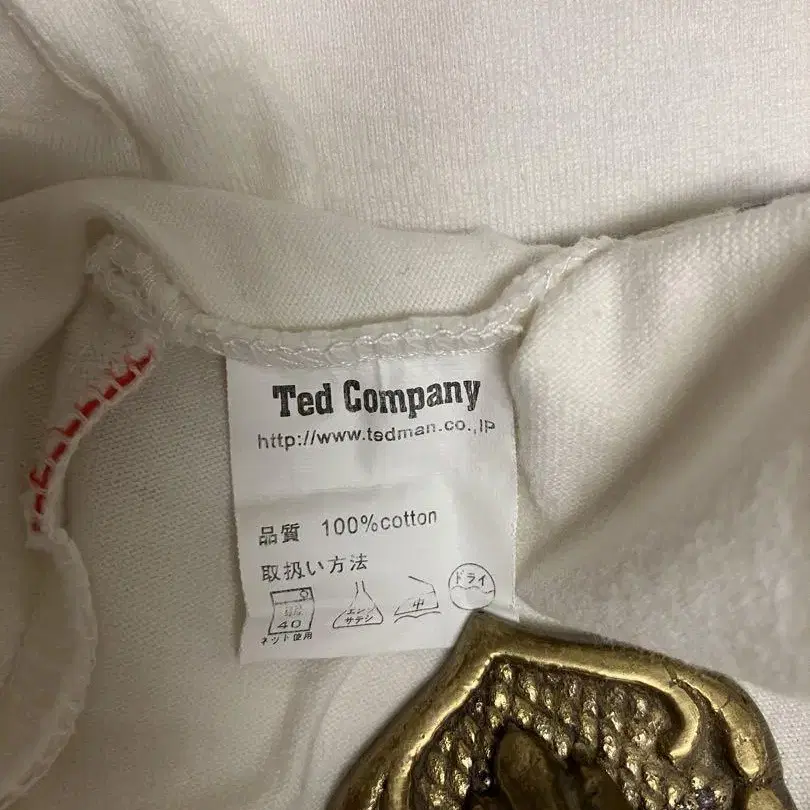 Ted Company
http://www.tedman.co.,jp
品質 100%cotton
取扱い方法
40 エンソ サラシ 中 ドライ
ネット使用